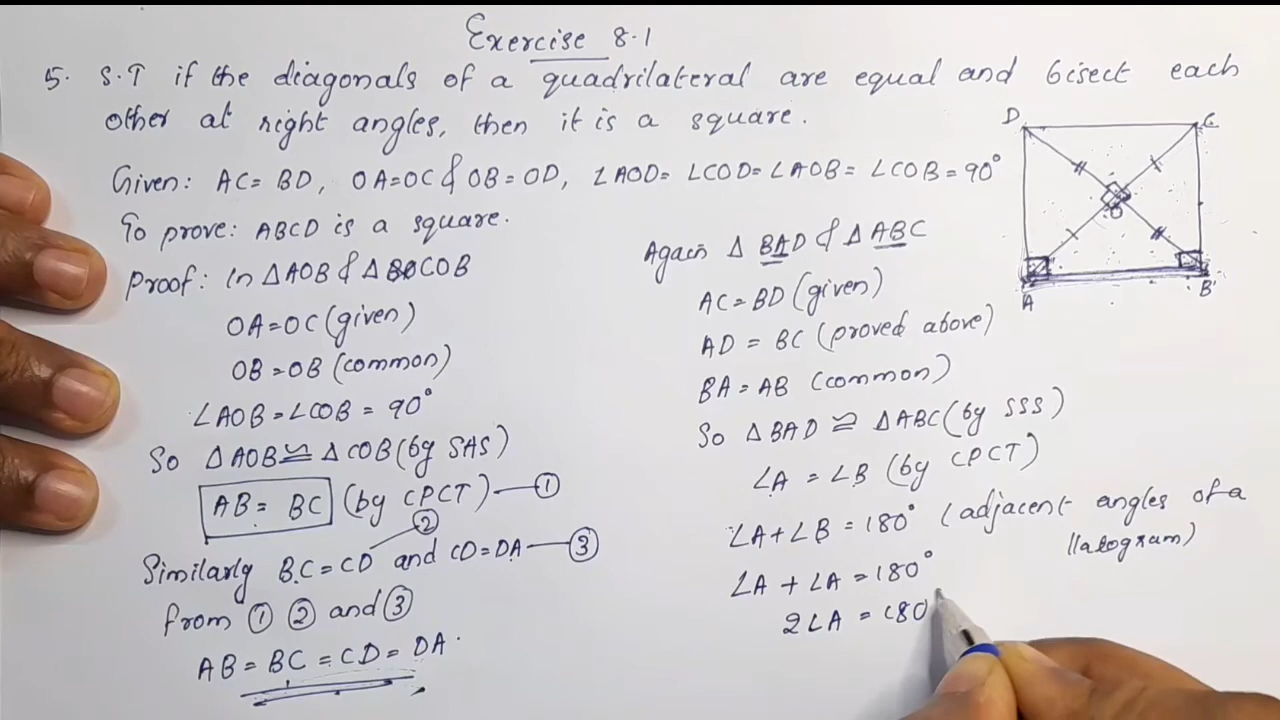 Exercise 8.1
5. S.T if the diagonals of a quadrilateral are equal and bisect each
other at right angles, then it is a square.
Given: AC = BD, OA=OC & OB=OD, ∠AOD= ∠COD=∠AOB= ∠COB=90°
To prove: ABCD is a square.
Proof: In △AOB & △ COB
OA=OC (given)
OB=OB (common)
∠AOB=∠COB = 90°
So △AOB≅△COB (by SAS)
AB = BC (by CPCT) — ①
Similarly BC=CD ② and CD=DA — ③
from ① ② and ③
AB = BC = CD = DA.
Again △ BAD & △ ABC
AC=BD (given)
AD = BC (proved above)
BA = AB (common)
So △BAD ≅ △ABC (by SSS)
∠A = ∠B (by CPCT)
∠A+∠B = 180° (adjacent angles of a
||alogram)
∠A + ∠A = 180°
2∠A = 180
D
C
O
A
B